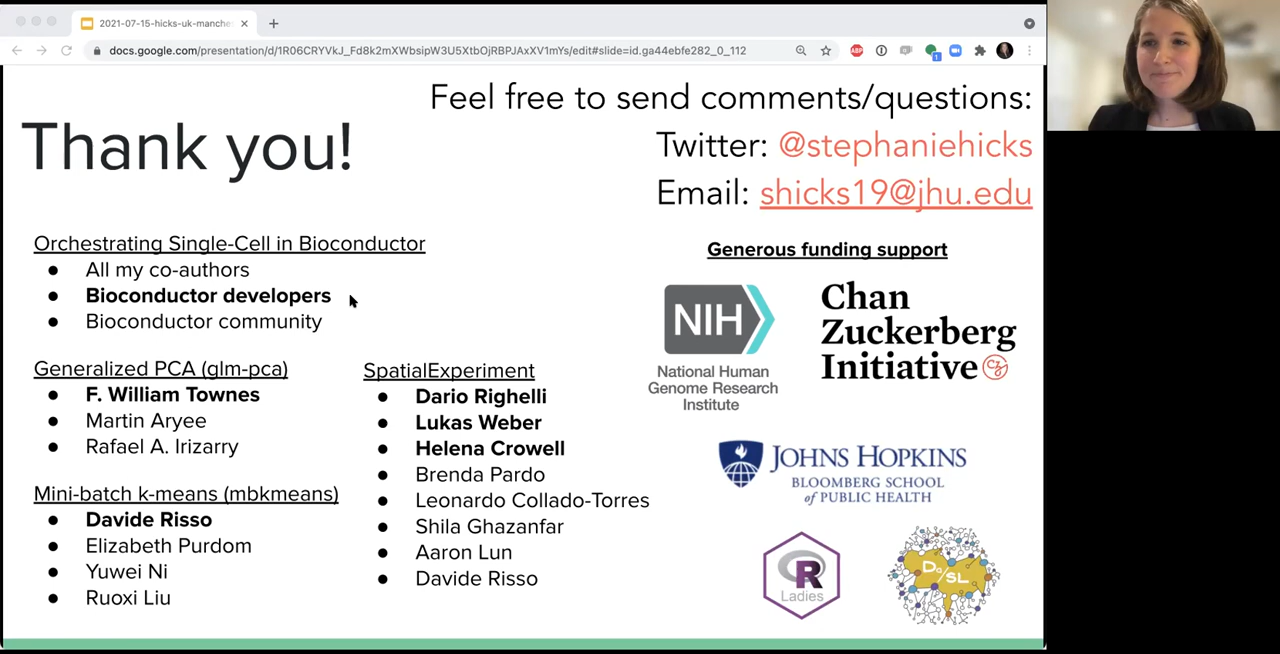 2021-07-15-hicks-uk-manche
docs.google.com/presentation/d/1R06CRYVkJ_Fd8k2mXWbsipW3U5XtbOjRBPJAxXV1mYs/edit#slide=id.ga44ebfe282_0_112
ABP
1
Feel free to send comments/questions:
Thank you!
Twitter: @stephaniehicks
Email: shicks19@jhu.edu
Orchestrating Single-Cell in Bioconductor
● All my co-authors
● Bioconductor developers
● Bioconductor community
Generalized PCA (glm-pca)
● F. William Townes
● Martin Aryee
● Rafael A. Irizarry
Mini-batch k-means (mbkmeans)
● Davide Risso
● Elizabeth Purdom
● Yuwei Ni
● Ruoxi Liu
SpatialExperiment
● Dario Righelli
● Lukas Weber
● Helena Crowell
● Brenda Pardo
● Leonardo Collado-Torres
● Shila Ghazanfar
● Aaron Lun
● Davide Risso
Generous funding support
NIH
National Human
Genome Research
Institute
Chan
Zuckerberg
Initiative
CZI
JOHNS HOPKINS
BLOOMBERG SCHOOL
of PUBLIC HEALTH
R
Ladies
Da/SL